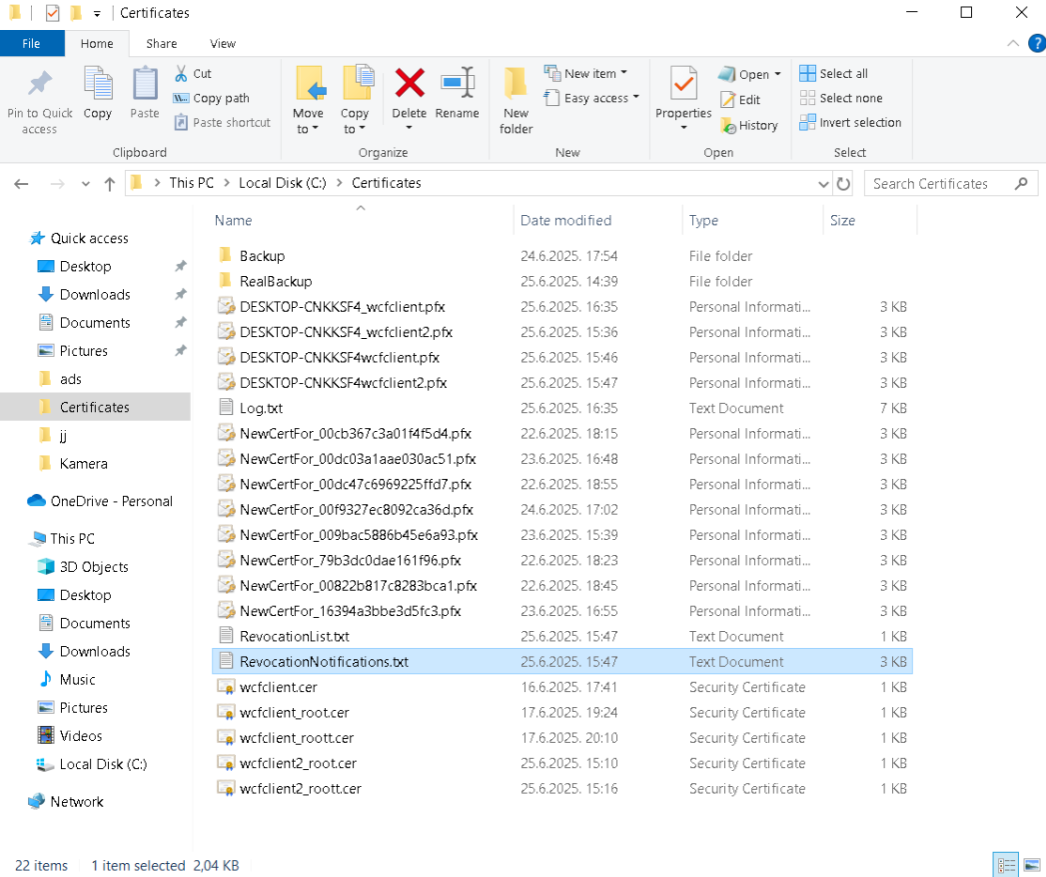 Certificates
File Home Share View
Pin to Quick access
Copy
Paste
Cut
Copy path
Paste shortcut
Clipboard
Move to
Copy to
Delete
Rename
Organize
New folder
New item
Easy access
New
Properties
Open
Edit
History
Open
Select all
Select none
Invert selection
Select
This PC > Local Disk (C:) > Certificates
Search Certificates
Quick access
Desktop
Downloads
Documents
Pictures
ads
Certificates
jj
Kamera
OneDrive - Personal
This PC
3D Objects
Desktop
Documents
Downloads
Music
Pictures
Videos
Local Disk (C:)
Network
Name Date modified Type Size
Backup 24.6.2025. 17:54 File folder
RealBackup 25.6.2025. 14:39 File folder
DESKTOP-CNKKSF4_wcfclient.pfx 25.6.2025. 16:35 Personal Informati... 3 KB
DESKTOP-CNKKSF4_wcfclient2.pfx 25.6.2025. 15:36 Personal Informati... 3 KB
DESKTOP-CNKKSF4wcfclient.pfx 25.6.2025. 15:46 Personal Informati... 3 KB
DESKTOP-CNKKSF4wcfclient2.pfx 25.6.2025. 15:47 Personal Informati... 3 KB
Log.txt 25.6.2025. 16:35 Text Document 7 KB
NewCertFor_00cb367c3a01f4f5d4.pfx 22.6.2025. 18:15 Personal Informati... 3 KB
NewCertFor_00dc03a1aae030ac51.pfx 23.6.2025. 16:48 Personal Informati... 3 KB
NewCertFor_00dc47c6969225ffd7.pfx 22.6.2025. 18:55 Personal Informati... 3 KB
NewCertFor_00f9327ec8092ca36d.pfx 24.6.2025. 17:02 Personal Informati... 3 KB
NewCertFor_009bac5886b45e6a93.pfx 23.6.2025. 15:39 Personal Informati... 3 KB
NewCertFor_79b3dc0dae161f96.pfx 22.6.2025. 18:23 Personal Informati... 3 KB
NewCertFor_00822b817c8283bca1.pfx 22.6.2025. 18:45 Personal Informati... 3 KB
NewCertFor_16394a3bbe3d5fc3.pfx 23.6.2025. 16:55 Personal Informati... 3 KB
RevocationList.txt 25.6.2025. 15:47 Text Document 1 KB
RevocationNotifications.txt 25.6.2025. 15:47 Text Document 3 KB
wcfclient.cer 16.6.2025. 17:41 Security Certificate 1 KB
wcfclient_root.cer 17.6.2025. 19:24 Security Certificate 1 KB
wcfclient_roott.cer 17.6.2025. 20:10 Security Certificate 1 KB
wcfclient2_root.cer 25.6.2025. 15:10 Security Certificate 1 KB
wcfclient2_roott.cer 25.6.2025. 15:16 Security Certificate 1 KB
22 items 1 item selected 2,04 KB